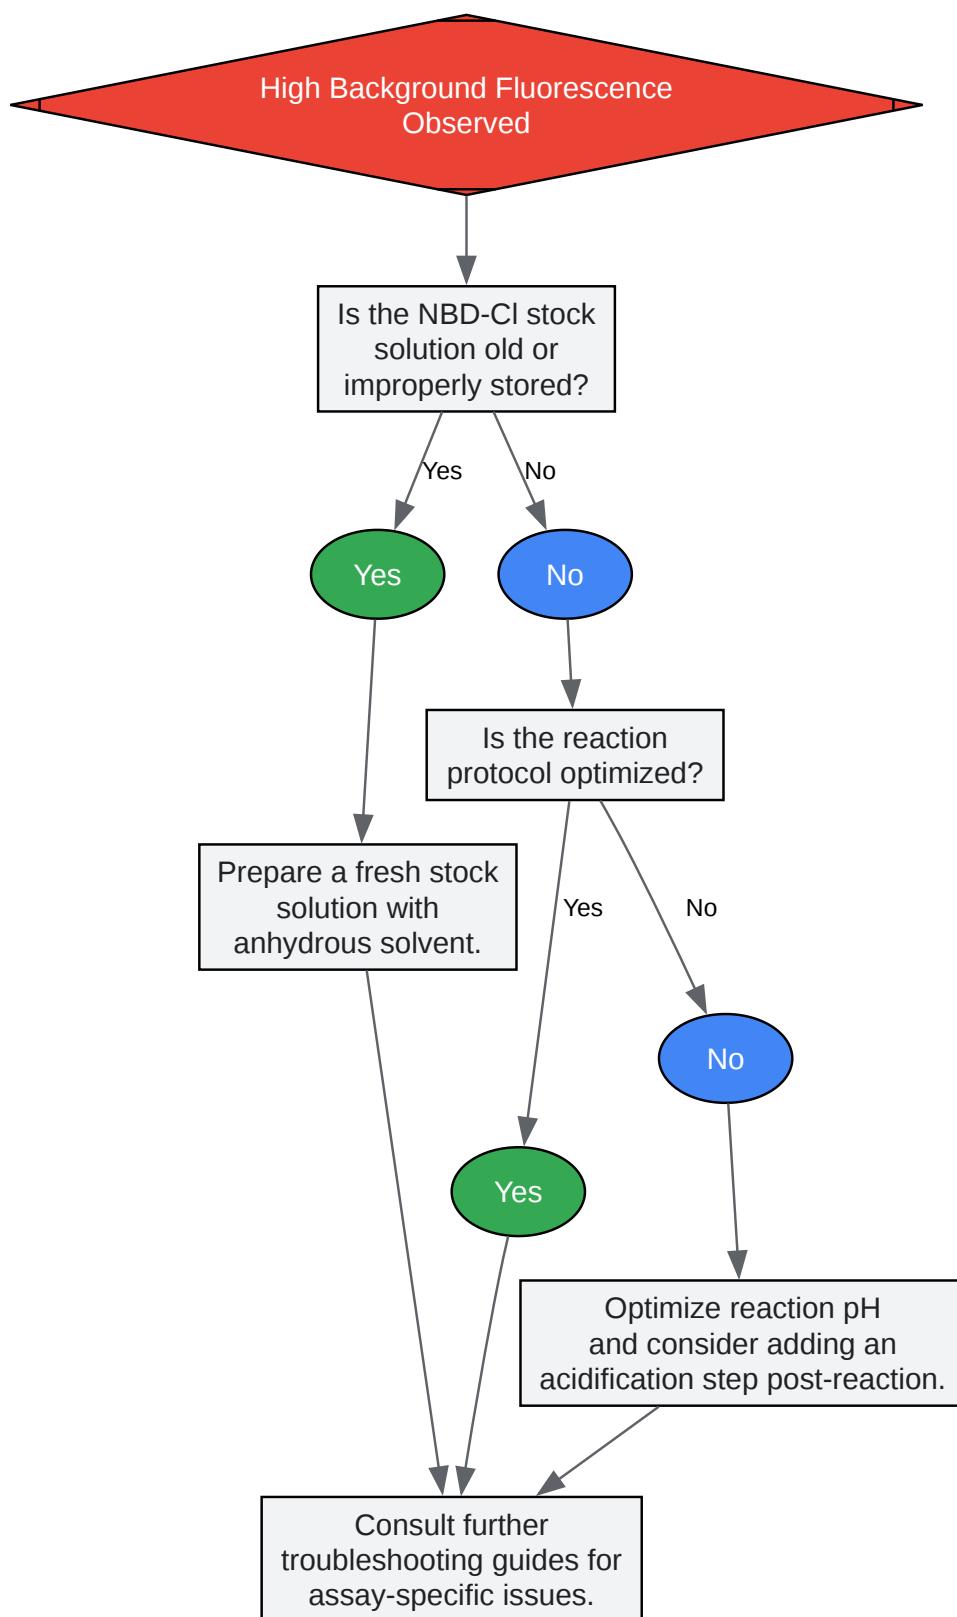 High Background Fluorescence
Observed
Is the NBD-Cl stock
solution old or
improperly stored?
Yes
No
Yes
No
Is the reaction
protocol optimized?
Prepare a fresh stock
solution with
anhydrous solvent.
Yes
No
No
Yes
Optimize reaction pH
and consider adding an
acidification step post-reaction.
Consult further
troubleshooting guides for
assay-specific issues.